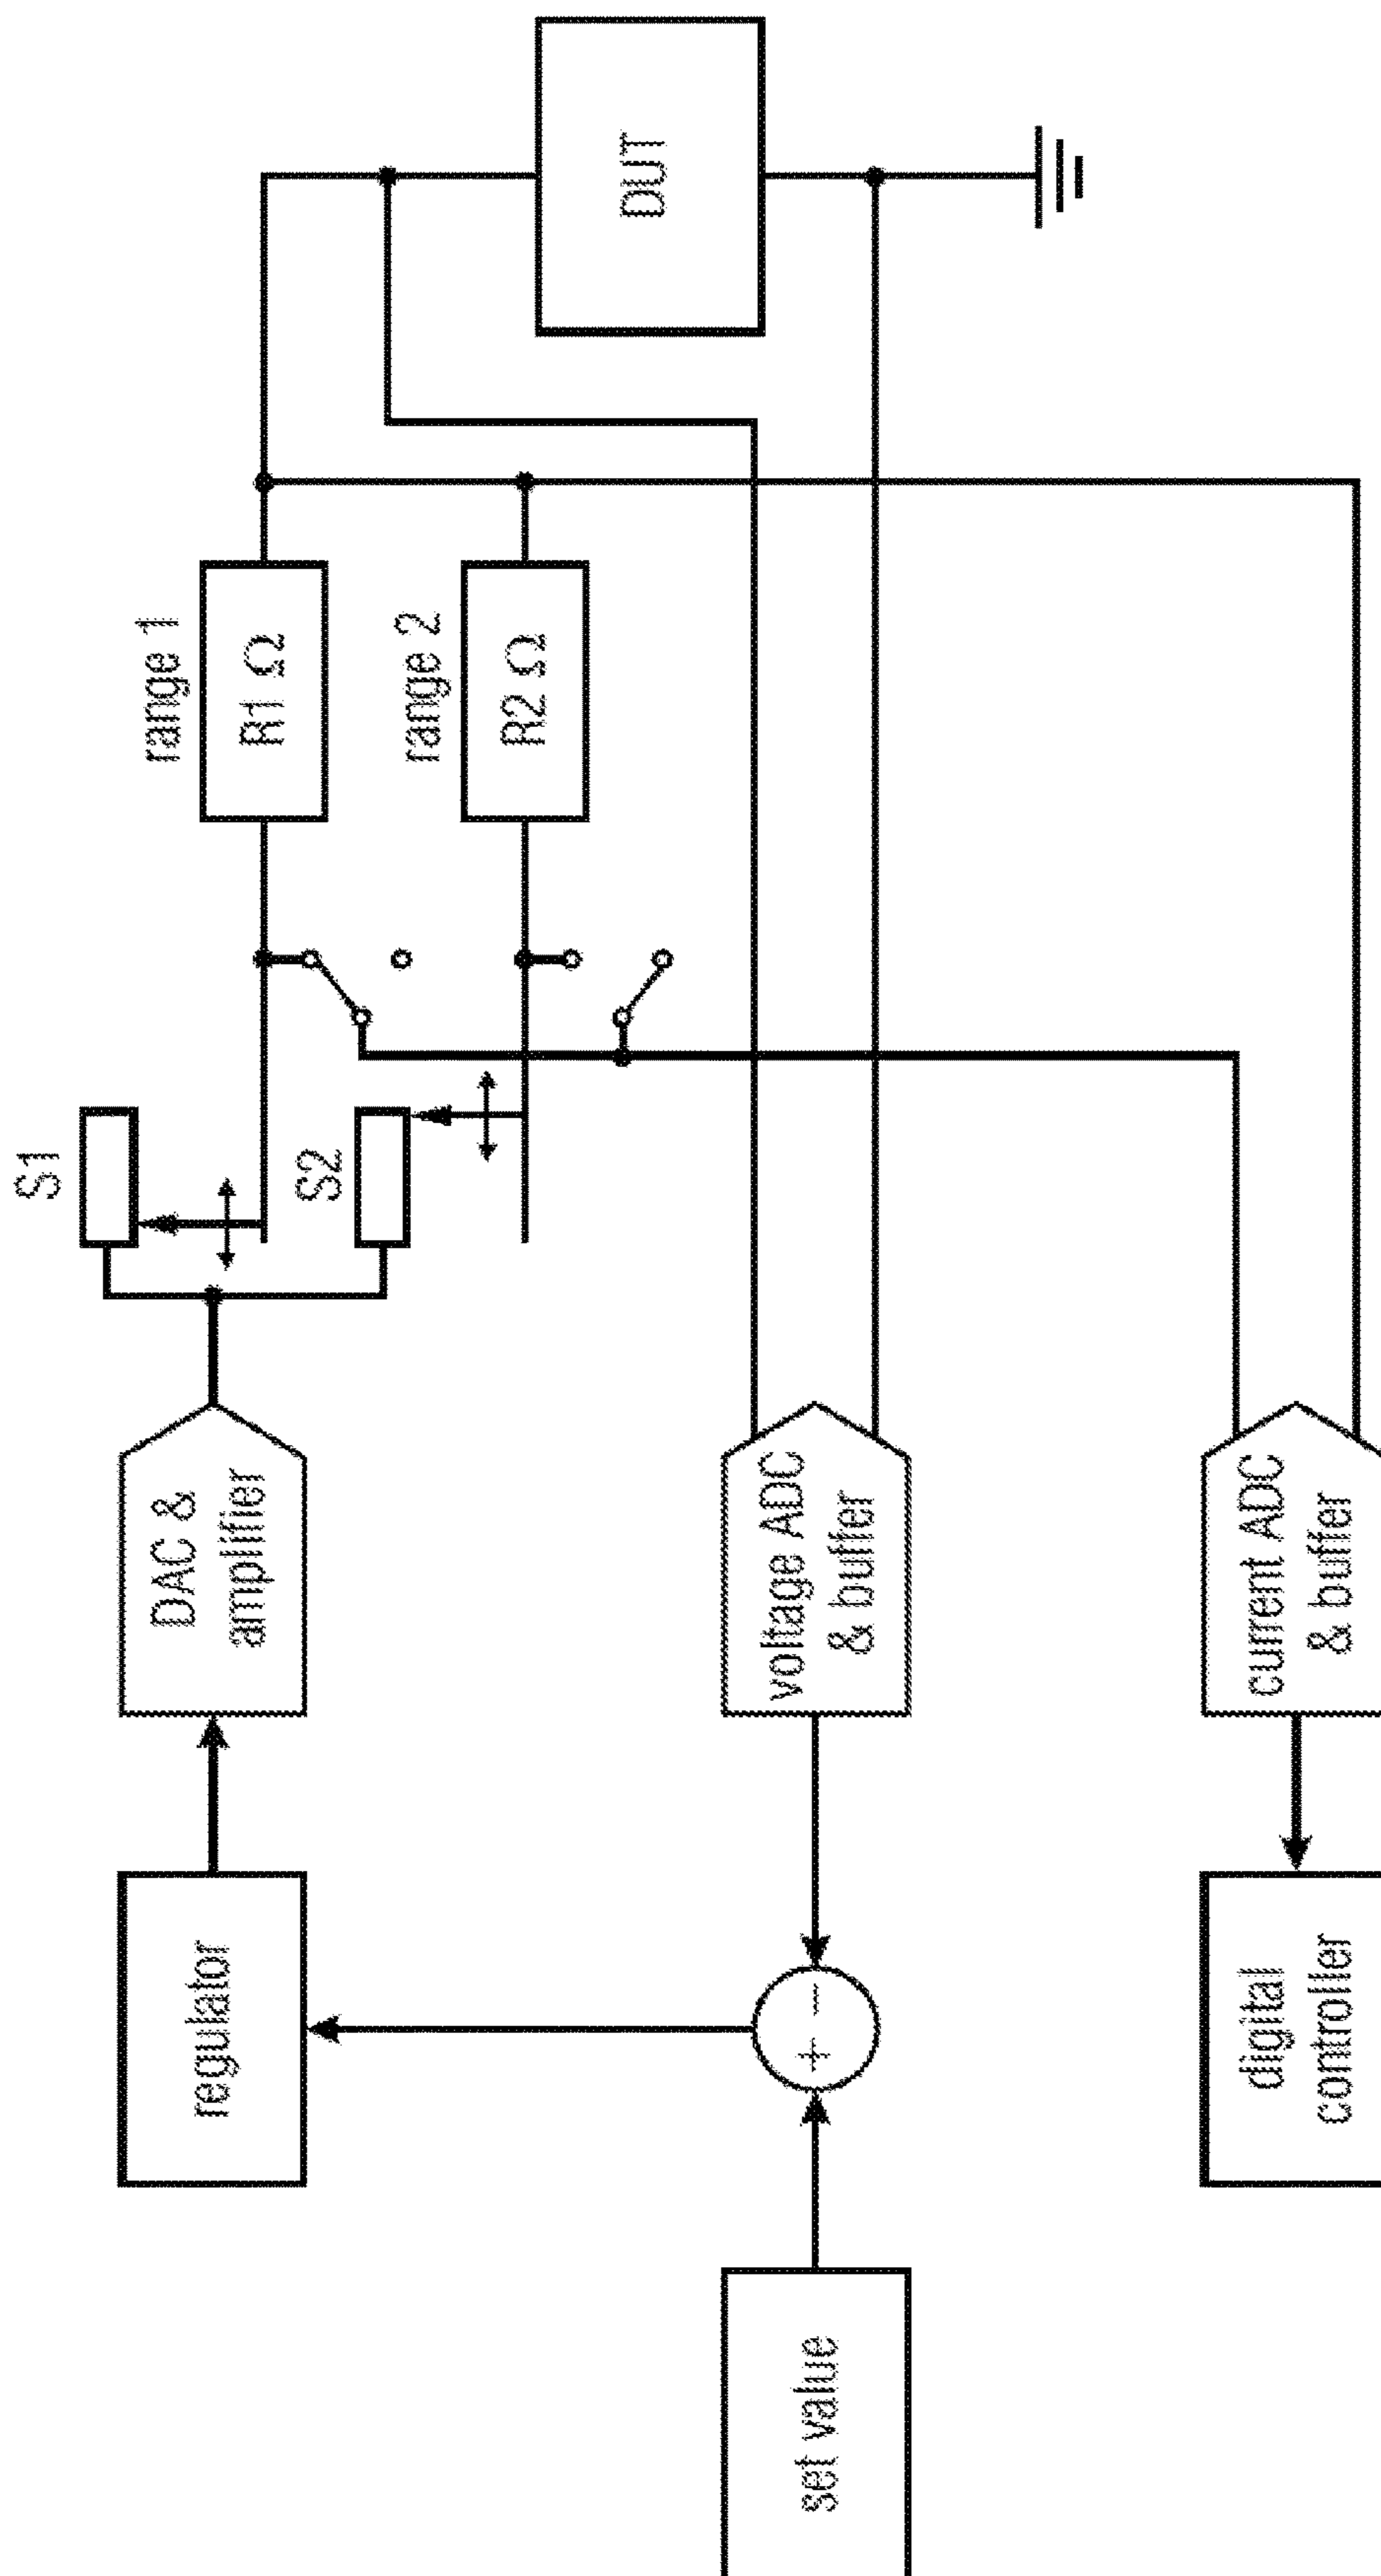 S1
range 1
R1 Ω
S2
range 2
R2 Ω
DUT
regulator
DAC &
amplifier
set value
+ −
voltage ADC
& buffer
digital
controller
current ADC
& buffer